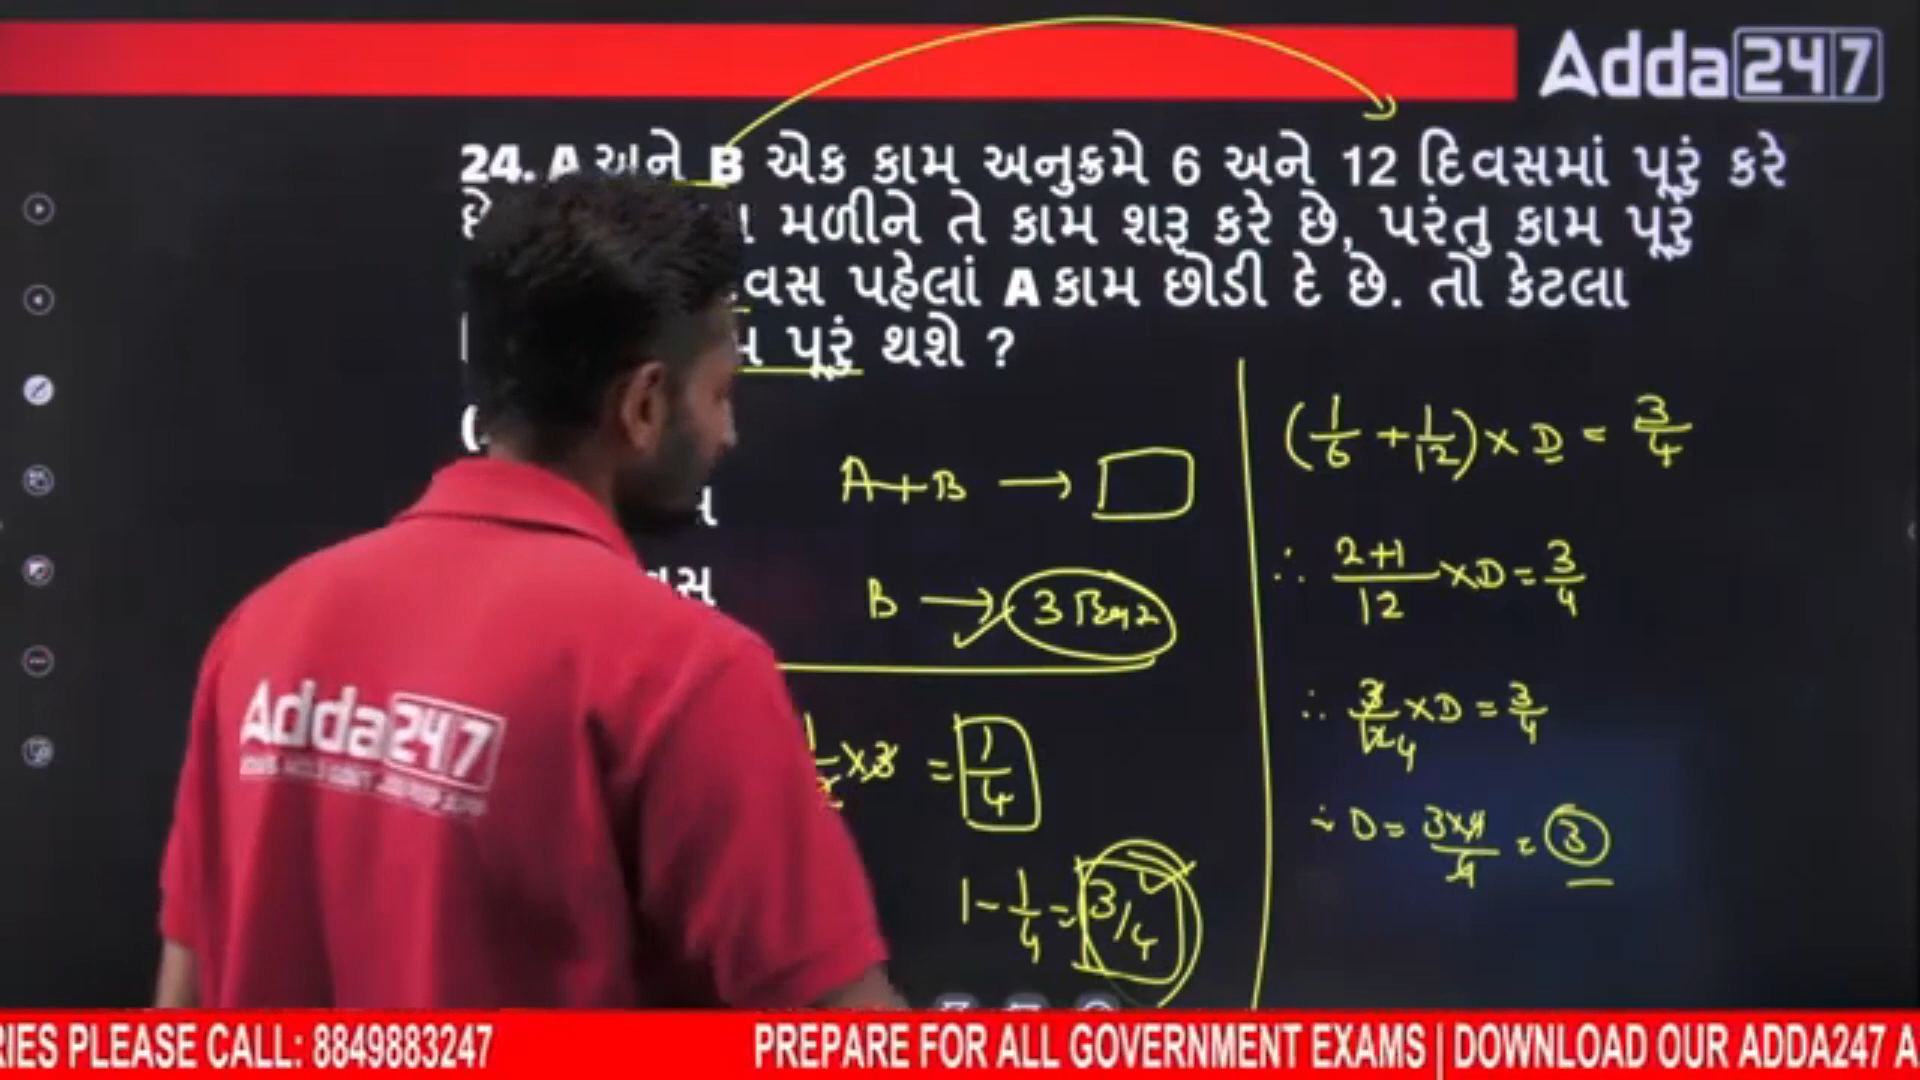 Adda247
24. A અને B એક કામ અનુક્રમે 6 અને 12 દિવસમાં પૂરું કરે
મળીને તે કામ શરૂ કરે છે, પરંતુ કામ પૂરું
પહેલાં A કામ છોડી દે છે. તો કેટલા
પૂરું થશે ?
A+B → □
B → 3 દિવસ
×3 = 1/4
1 - 1/4 = 3/4
(1/6 + 1/12) × D = 3/4
∴ 2+1/12 × D = 3/4
∴ 3/12 4 × D = 3/4
∴ D = 3×4/4 = 3
Adda247
RIES PLEASE CALL: 8849883247 PREPARE FOR ALL GOVERNMENT EXAMS | DOWNLOAD OUR ADDA247 A